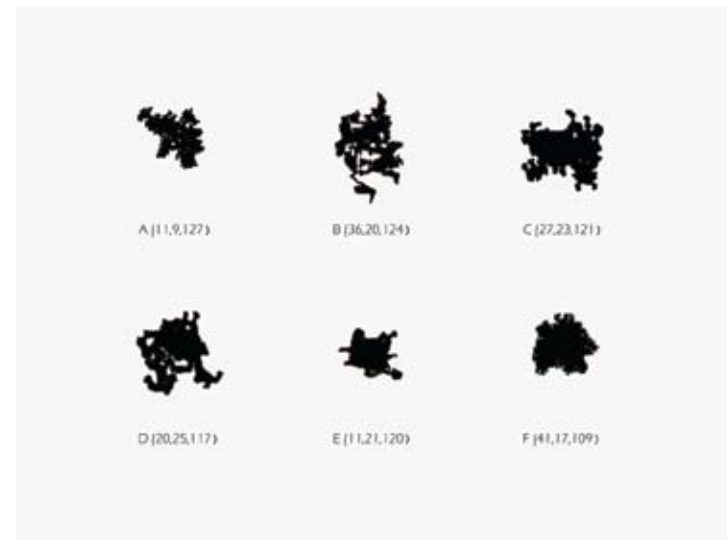 A (11,9,127)
B (36,20,124)
C (27,23,121)
D (20,25,117)
E (11,21,120)
F (41,17,109)